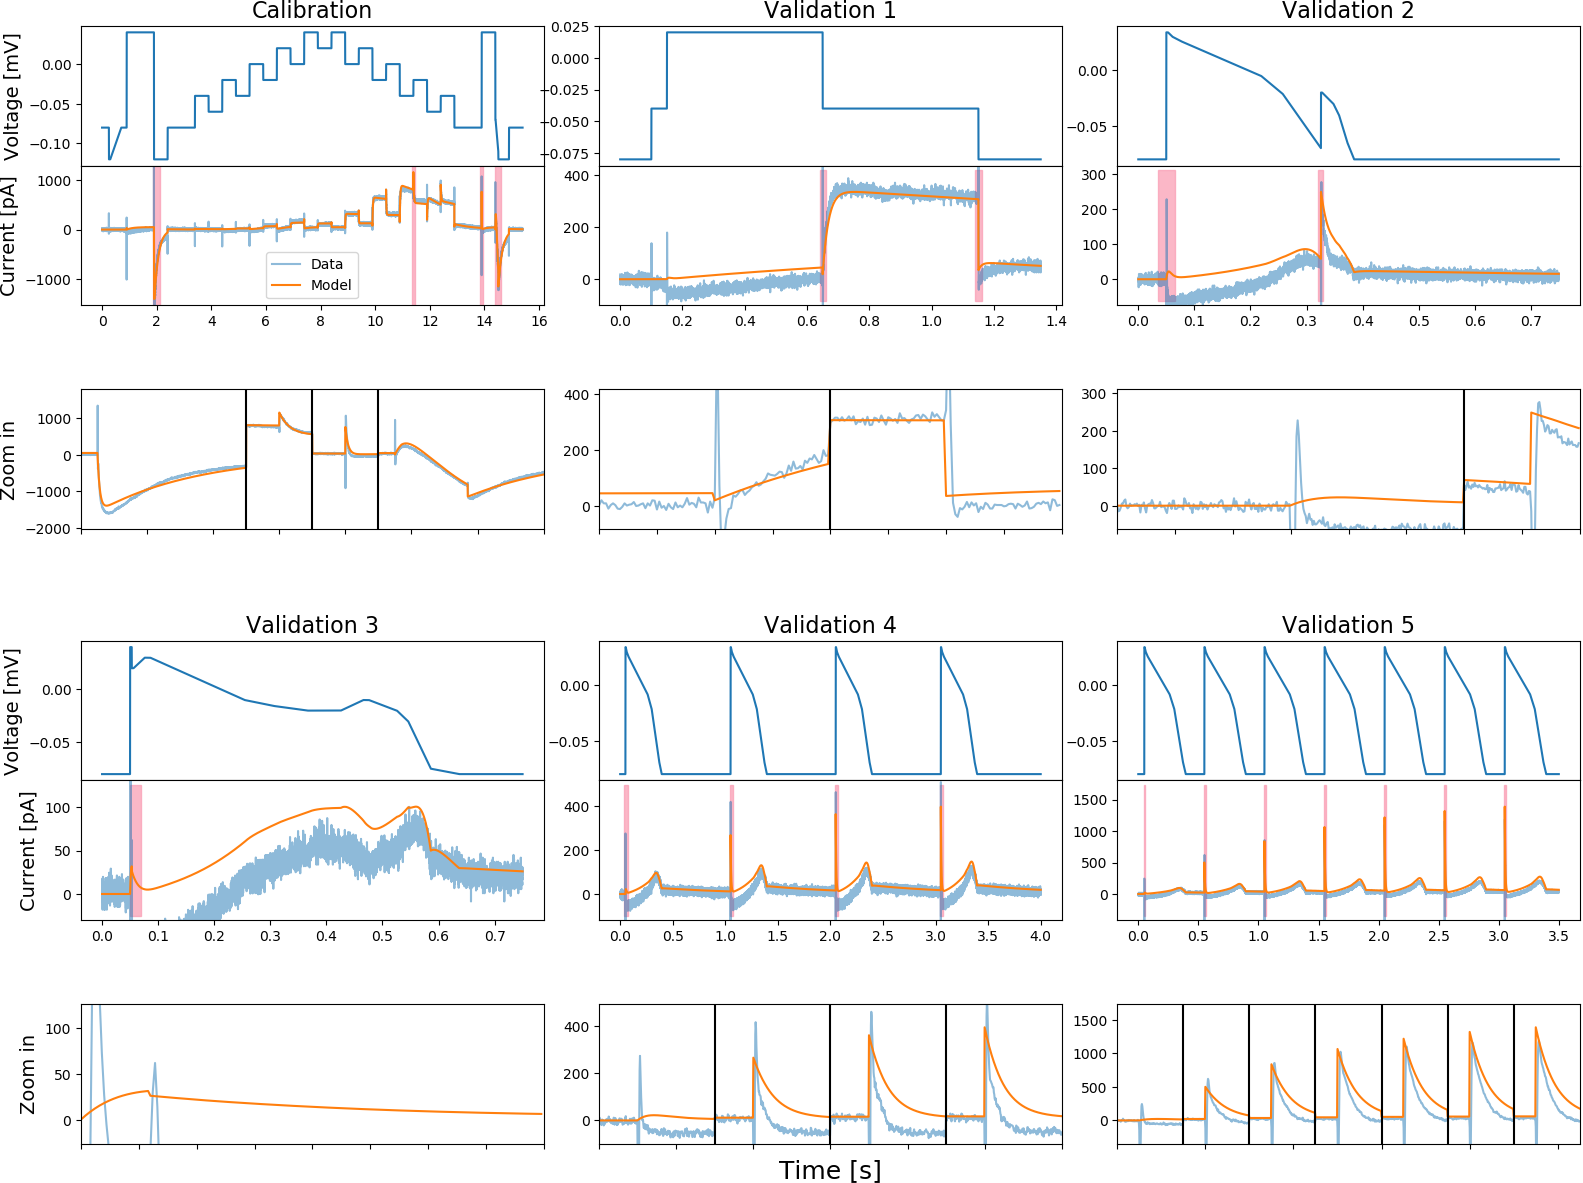 Calibration
Validation 1
Validation 2
Voltage [mV]
0.00
−0.05
−0.10
0.025
0.000
−0.025
−0.050
−0.075
0.00
−0.05
Current [pA]
1000
0
−1000
Data
Model
400
200
0
300
200
100
0
0 2 4 6 8 10 12 14 16
0.0 0.2 0.4 0.6 0.8 1.0 1.2 1.4
0.0 0.1 0.2 0.3 0.4 0.5 0.6 0.7
Zoom in
1000
0
−1000
−2000
400
200
0
300
200
100
0
Validation 3
Validation 4
Validation 5
Voltage [mV]
0.00
−0.05
0.00
−0.05
0.00
−0.05
Current [pA]
100
50
0
400
200
0
1500
1000
500
0
0.0 0.1 0.2 0.3 0.4 0.5 0.6 0.7
0.0 0.5 1.0 1.5 2.0 2.5 3.0 3.5 4.0
0.0 0.5 1.0 1.5 2.0 2.5 3.0 3.5
Zoom in
100
50
0
400
200
0
1500
1000
500
0
Time [s]